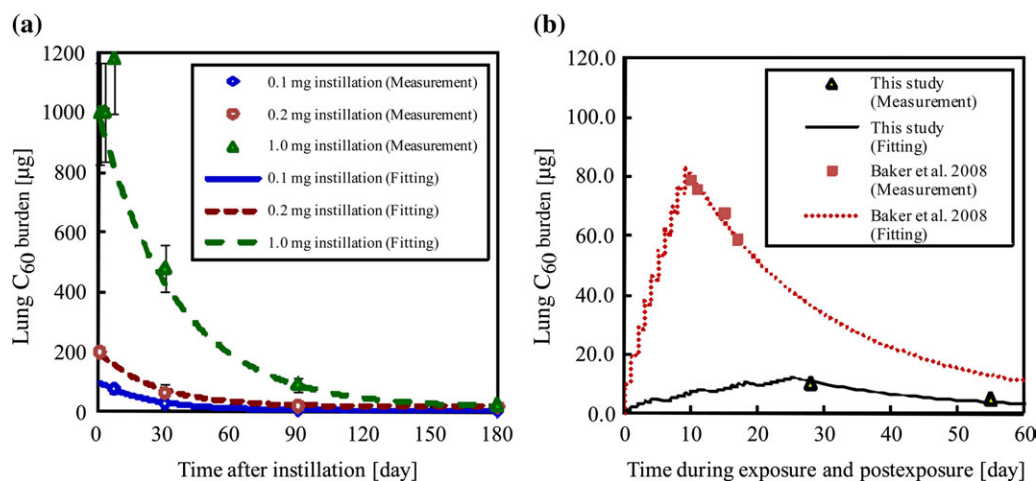 (a)
1200
1000
800
600
400
200
0
Lung C60 burden [µg]
0.1 mg instillation (Measurement)
0.2 mg instillation (Measurement)
1.0 mg instillation (Measurement)
0.1 mg instillation (Fitting)
0.2 mg instillation (Fitting)
1.0 mg instillation (Fitting)
0 30 60 90 120 150 180
Time after instillation [day]
(b)
120.0
100.0
80.0
60.0
40.0
20.0
0.0
Lung C60 burden [µg]
This study
(Measurement)
This study
(Fitting)
Baker et al. 2008
(Measurement)
Baker et al. 2008
(Fitting)
0 10 20 30 40 50 60
Time during exposure and postexposure [day]